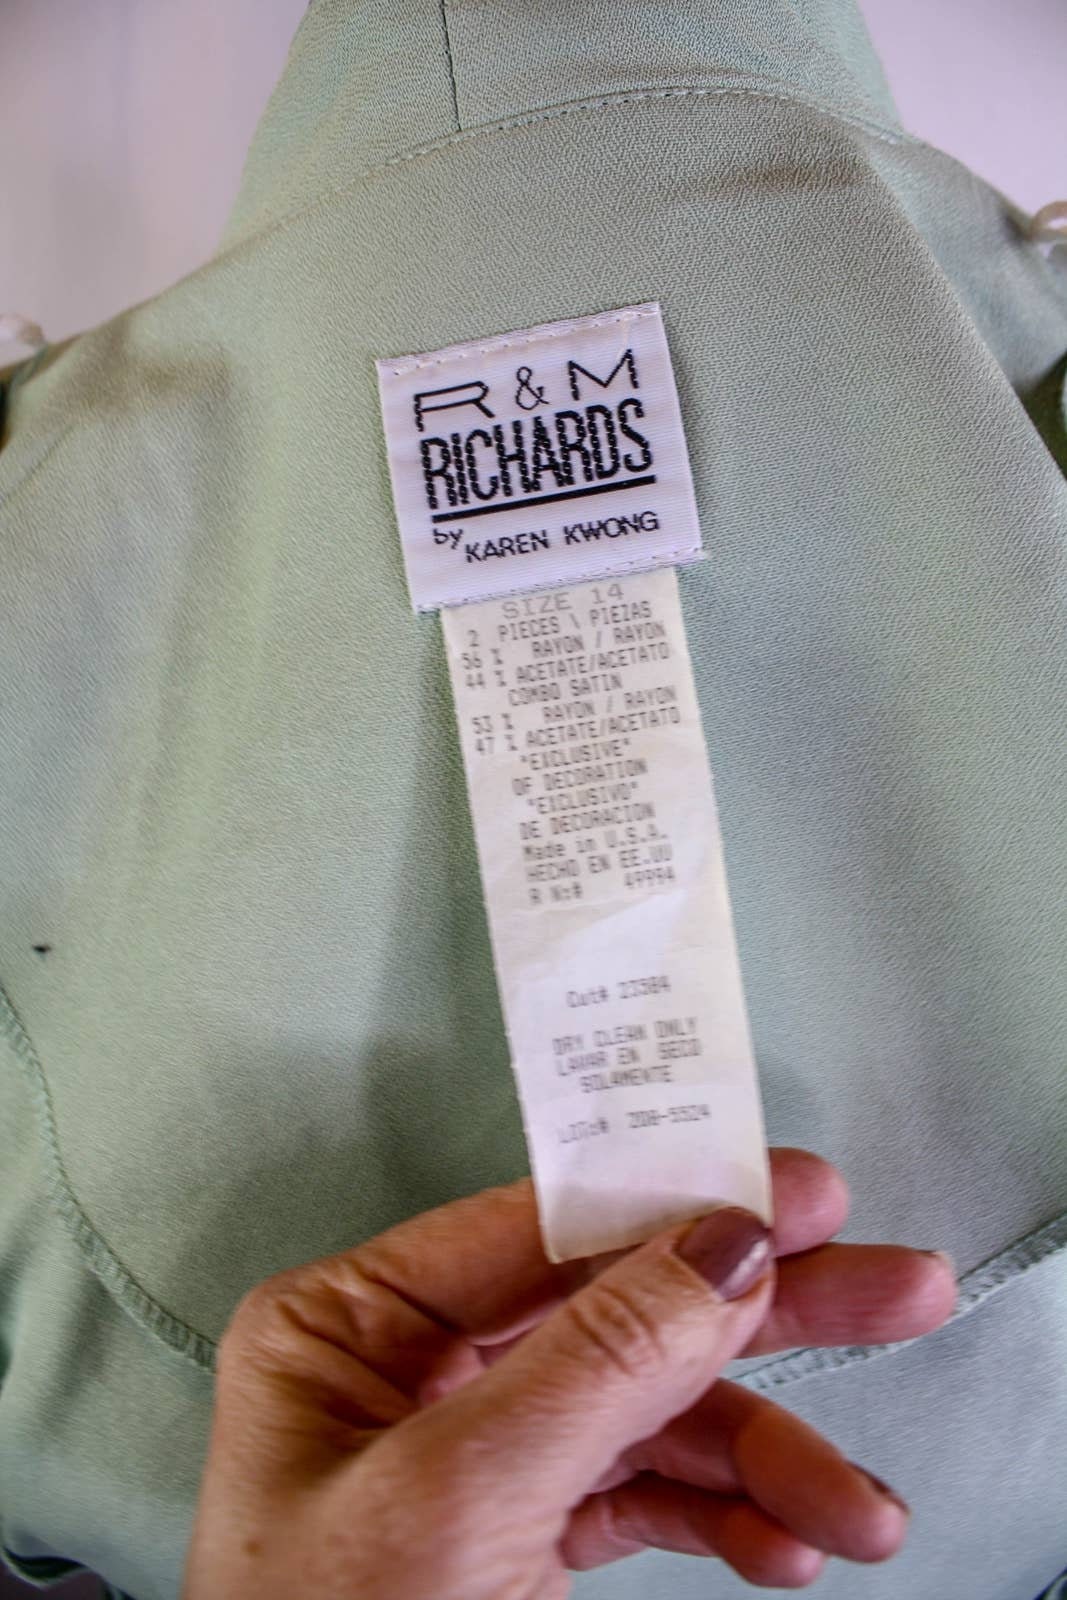 R & M
RICHARDS
by KAREN KWONG
SIZE 14
2 PIECES \ PIEZAS
56 % RAYON / RAYON
44 % ACETATE/ACETATO
COMBO SATIN
53 % RAYON / RAYON
47 % ACETATE/ACETATO
"EXCLUSIVE"
OF DECORATION
"EXCLUSIVO"
DE DECORACION
Made in U.S.A.
HECHO EN EE.UU
R N:# 49994
Cut# 23584
DRY CLEAN ONLY
LAVAR EN SECO
SOLAMENTE
LOT:# 208-5524